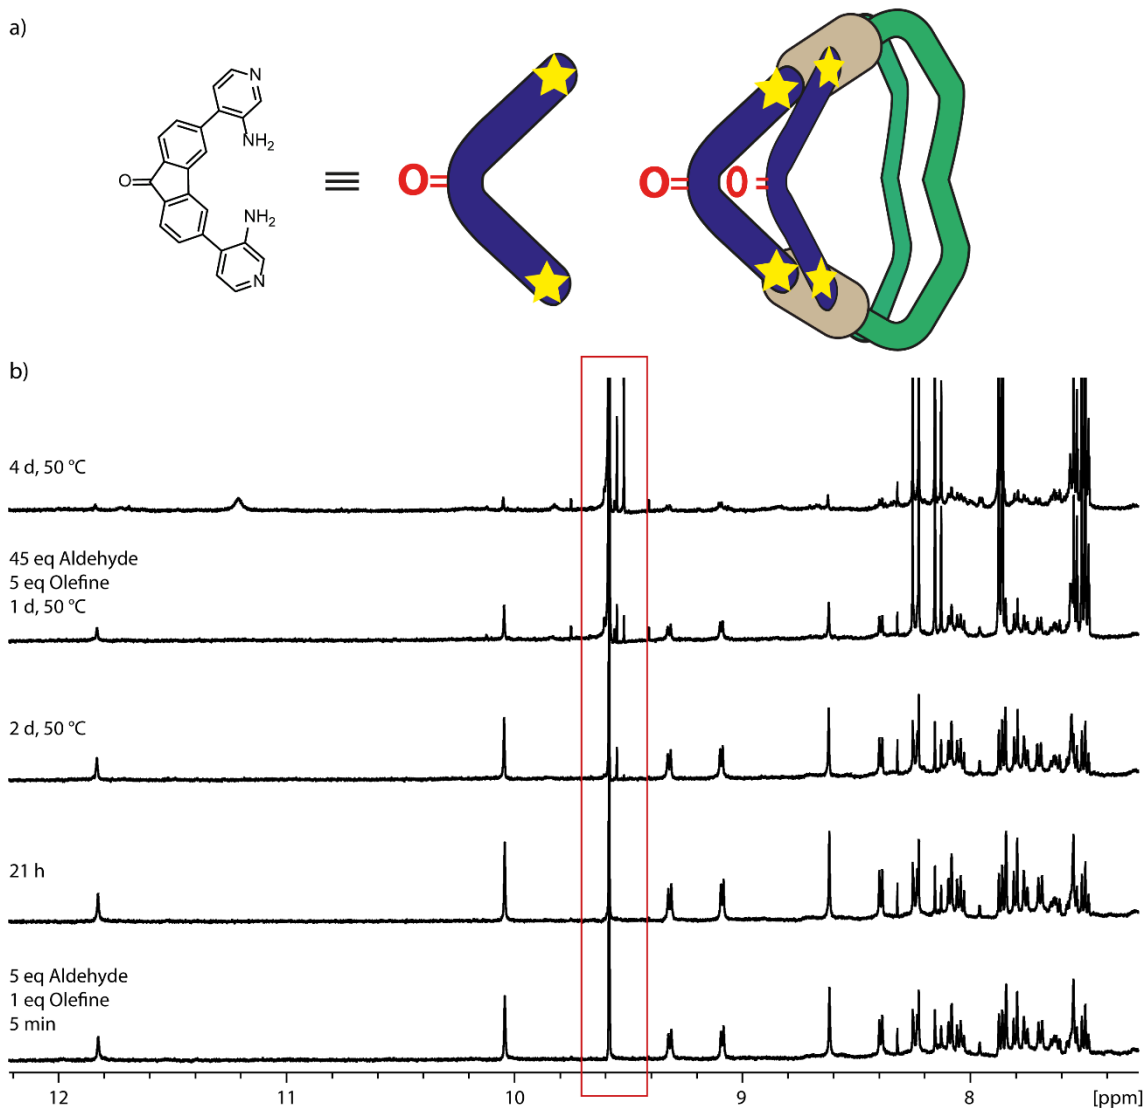 a)
N
NH₂
O
NH₂
N
≡
O=
O=
O=
b)
4 d, 50 °C
45 eq Aldehyde
5 eq Olefine
1 d, 50 °C
2 d, 50 °C
21 h
5 eq Aldehyde
1 eq Olefine
5 min
12 11 10 9 8 [ppm]